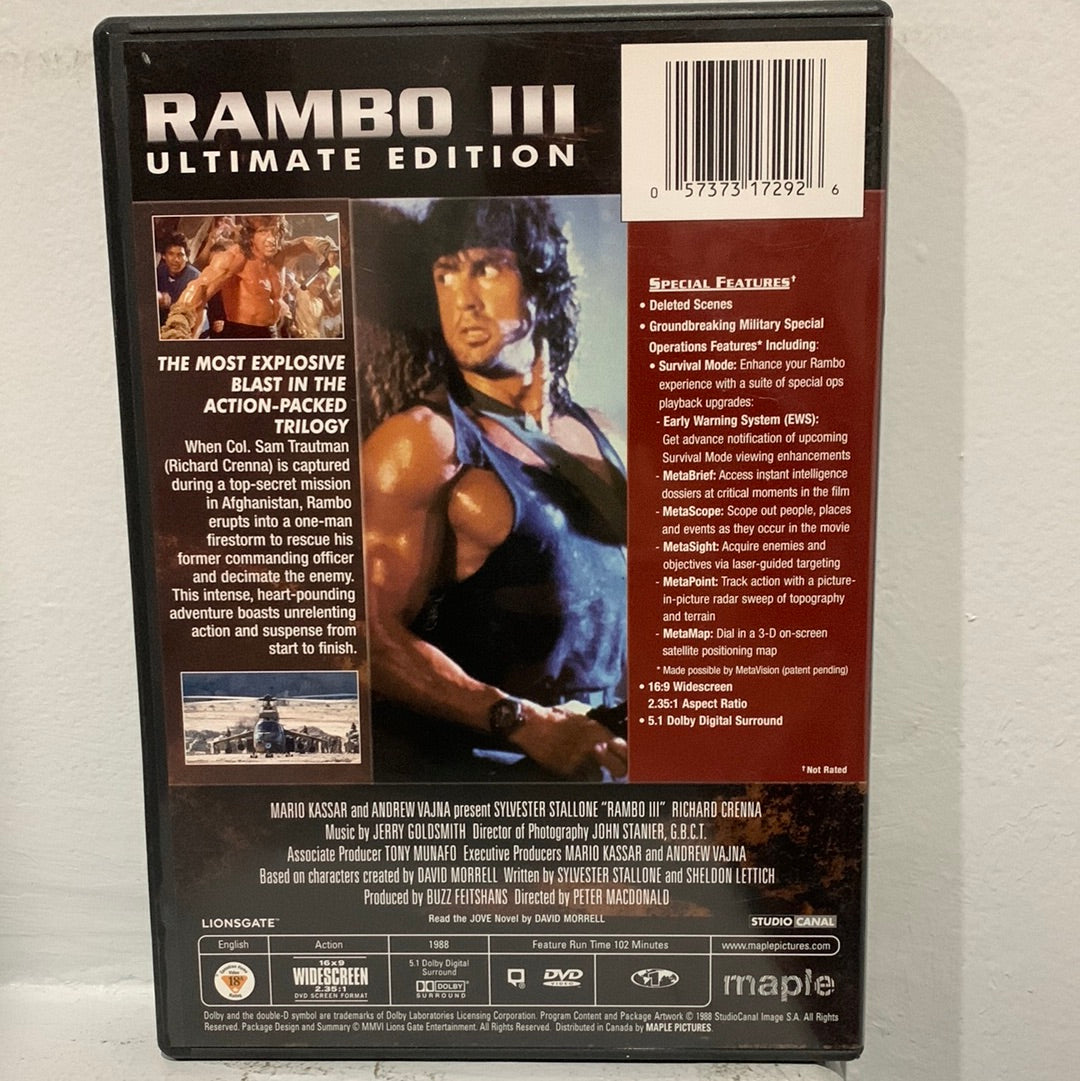 RAMBO III
ULTIMATE EDITION
0 57373 17292 6
THE MOST EXPLOSIVE
BLAST IN THE
ACTION-PACKED
TRILOGY
When Col. Sam Trautman
(Richard Crenna) is captured
during a top-secret mission
in Afghanistan, Rambo
erupts into a one-man
firestorm to rescue his
former commanding officer
and decimate the enemy.
This intense, heart-pounding
adventure boasts unrelenting
action and suspense from
start to finish.
SPECIAL FEATURES†
• Deleted Scenes
• Groundbreaking Military Special
Operations Features* Including:
• Survival Mode: Enhance your Rambo
experience with a suite of special ops
playback upgrades:
- Early Warning System (EWS):
Get advance notification of upcoming
Survival Mode viewing enhancements
- MetaBrief: Access instant intelligence
dossiers at critical moments in the film
- MetaScope: Scope out people, places
and events as they occur in the movie
- MetaSight: Acquire enemies and
objectives via laser-guided targeting
- MetaPoint: Track action with a picture-
in-picture radar sweep of topography
and terrain
- MetaMap: Dial in a 3-D on-screen
satellite positioning map
* Made possible by MetaVision (patent pending)
• 16:9 Widescreen
2.35:1 Aspect Ratio
• 5.1 Dolby Digital Surround
†Not Rated
MARIO KASSAR and ANDREW VAJNA present SYLVESTER STALLONE "RAMBO III" RICHARD CRENNA
Music by JERRY GOLDSMITH Director of Photography JOHN STANIER, G.B.C.T.
Associate Producer TONY MUNAFO Executive Producers MARIO KASSAR and ANDREW VAJNA
Based on characters created by DAVID MORRELL Written by SYLVESTER STALLONE and SHELDON LETTICH
Produced by BUZZ FEITSHANS Directed by PETER MACDONALD
Read the JOVE Novel by DAVID MORRELL
LIONSGATE™
STUDIO CANAL
English
Action
1988
Feature Run Time 102 Minutes
www.maplepictures.com
18
16x9
WIDESCREEN
2.35:1
DVD SCREEN FORMAT
5.1 Dolby Digital
Surround
DOLBY
SURROUND
DVD
VIDEO
maple
Dolby and the double-D symbol are trademarks of Dolby Laboratories Licensing Corporation. Program Content and Package Artwork © 1988 StudioCanal Image S.A. All Rights
Reserved. Package Design and Summary © MMVI Lions Gate Entertainment. All Rights Reserved. Distributed in Canada by MAPLE PICTURES.